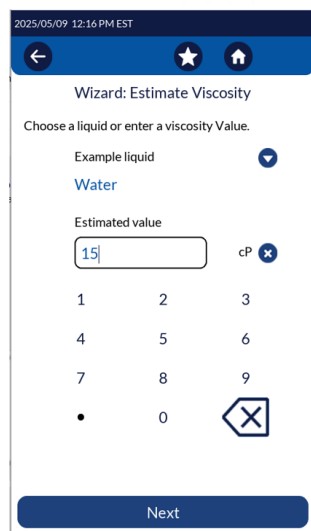 2025/05/09 12:16 PM EST
Wizard: Estimate Viscosity
Choose a liquid or enter a viscosity Value.
Example liquid
Water
Estimated value
15 cP
1 2 3
4 5 6
7 8 9
• 0
Next